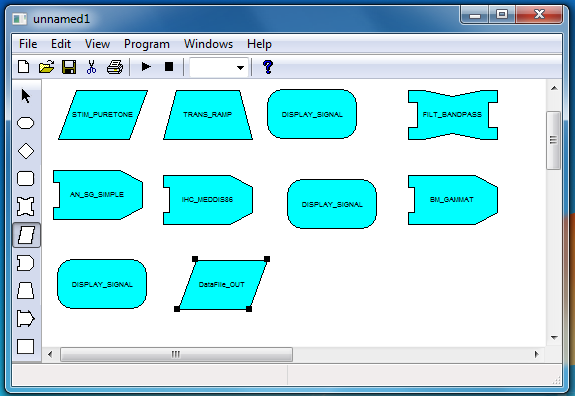 unnamed1
File Edit View Program Windows Help
?
STIM_PURETONE TRANS_RAMP DISPLAY_SIGNAL FILT_BANDPASS
AN_SG_SIMPLE IHC_MEDDIS86 DISPLAY_SIGNAL BM_GAMMAT
DISPLAY_SIGNAL DataFile_OUT